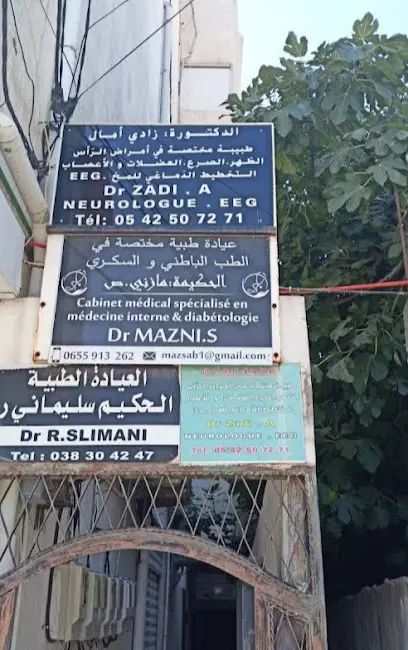 الدكتورة: زادي أمال
طبيبة مختصة في أمراض الرأس
الظهر.الصرع.العضلات و الأعصاب
التخطيط الدماغي للمخ .EEG
Dr ZADI . A
NEUROLOGUE . EEG
Tél: 05 42 50 72 71
عيادة طبية مختصة في
الطب الباطني و السكري
الحكيمة: مازني. ص
Cabinet médical spécialisé en
médecine interne & diabétologie
Dr MAZNI.S
0655 913 262 mazsab1@gmail.com
العيادة الطبية
الحكيم سليماني ر
Dr R.SLIMANI
Tel : 038 30 42 47
Dr Zadi . A
NEUROLOGUE . EEG
Tel: 05 42 50 72 71